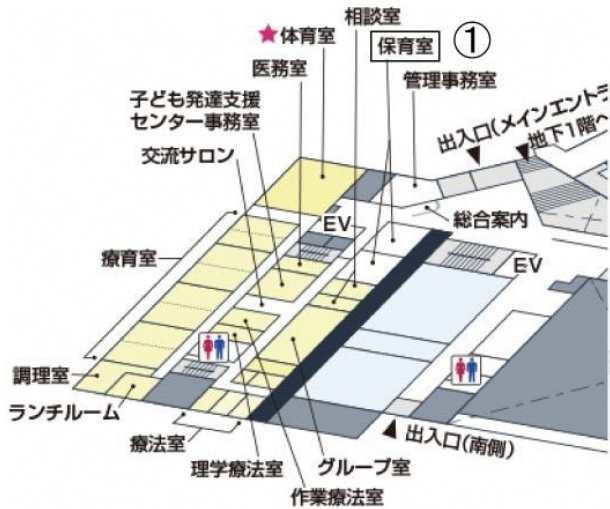 相談室
★体育室
保育室
①
医務室
管理事務室
子ども発達支援
センター事務室
出入口(メインエントラ
地下1階へ
交流サロン
EV
総合案内
療育室
EV
調理室
ランチルーム
療法室
出入口(南側)
理学療法室
グループ室
作業療法室